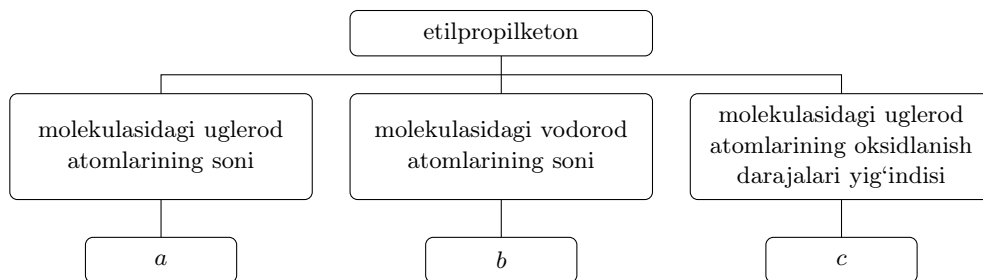 etilpropilketon
molekulasidagi uglerod
atomlarining soni
molekulasidagi vodorod
atomlarining soni
molekulasidagi uglerod
atomlarining oksidlanish
darajalari yig‘indisi
a
b
c